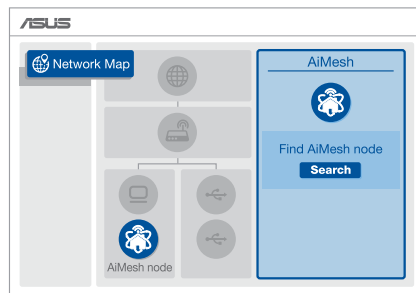 ASUS
Network Map
AiMesh
Find AiMesh node
Search
AiMesh node